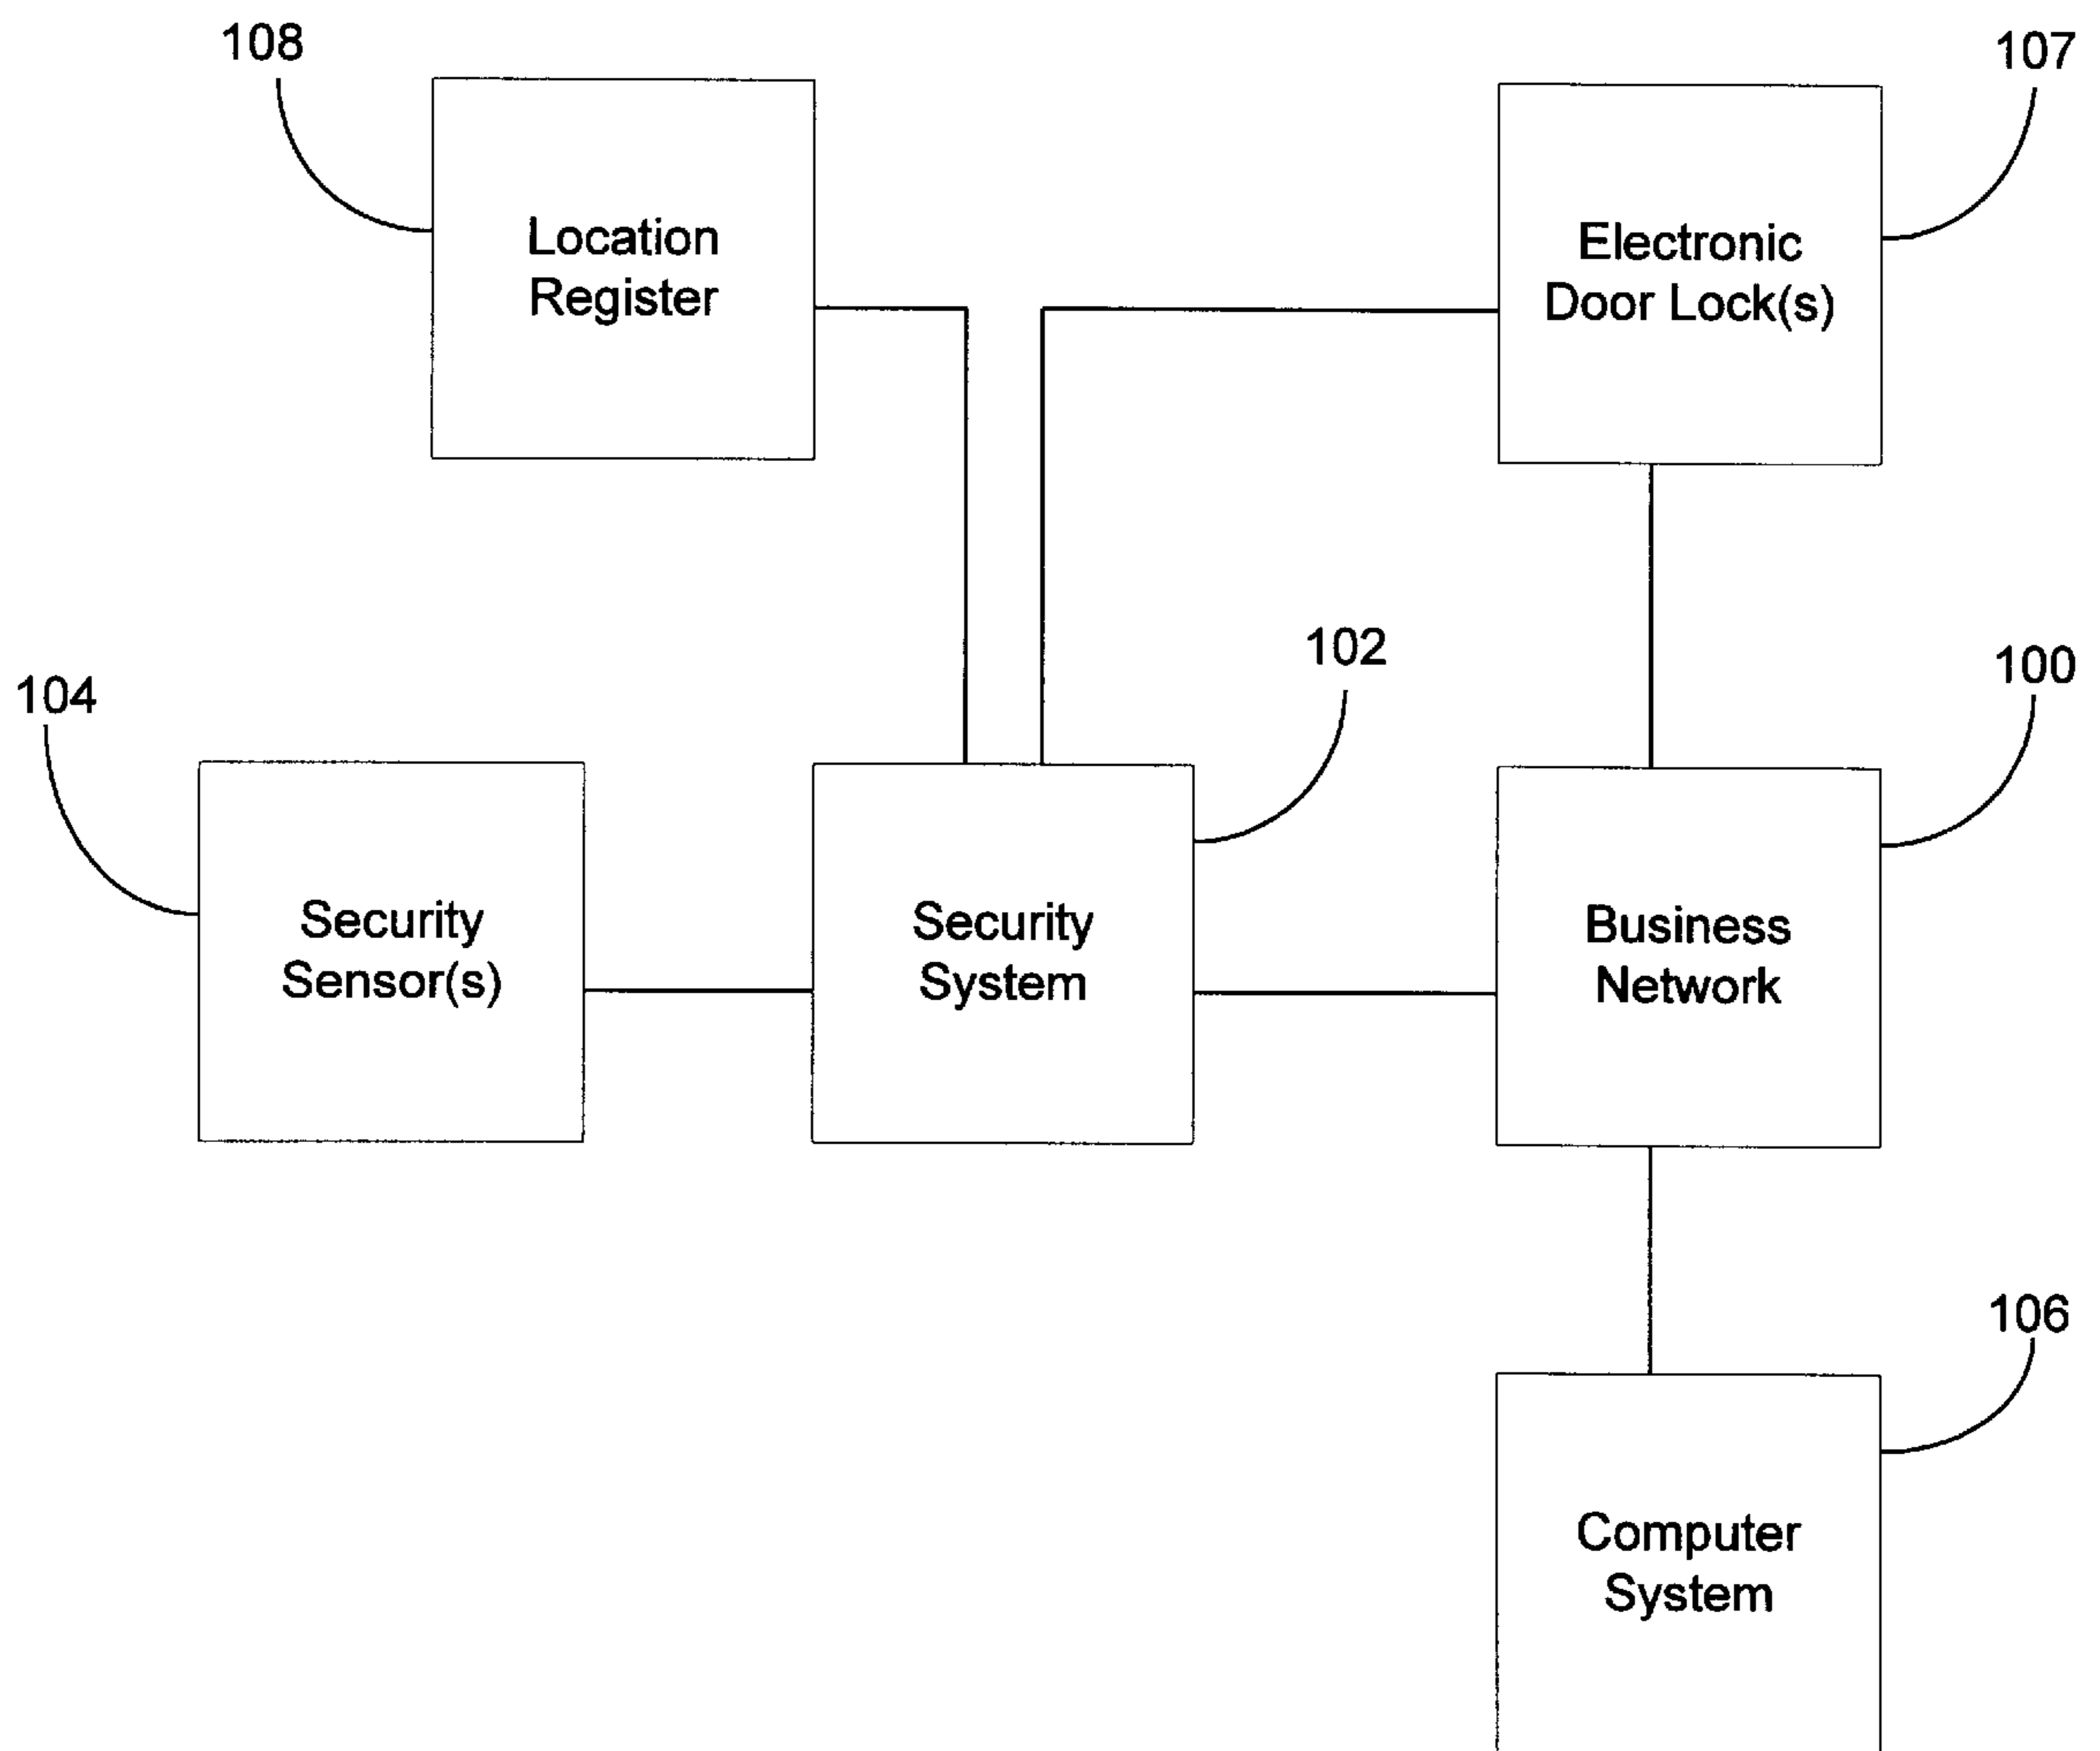 108
107
Location
Register
Electronic
Door Lock(s)
102
100
104
Security
Sensor(s)
Security
System
Business
Network
106
Computer
System